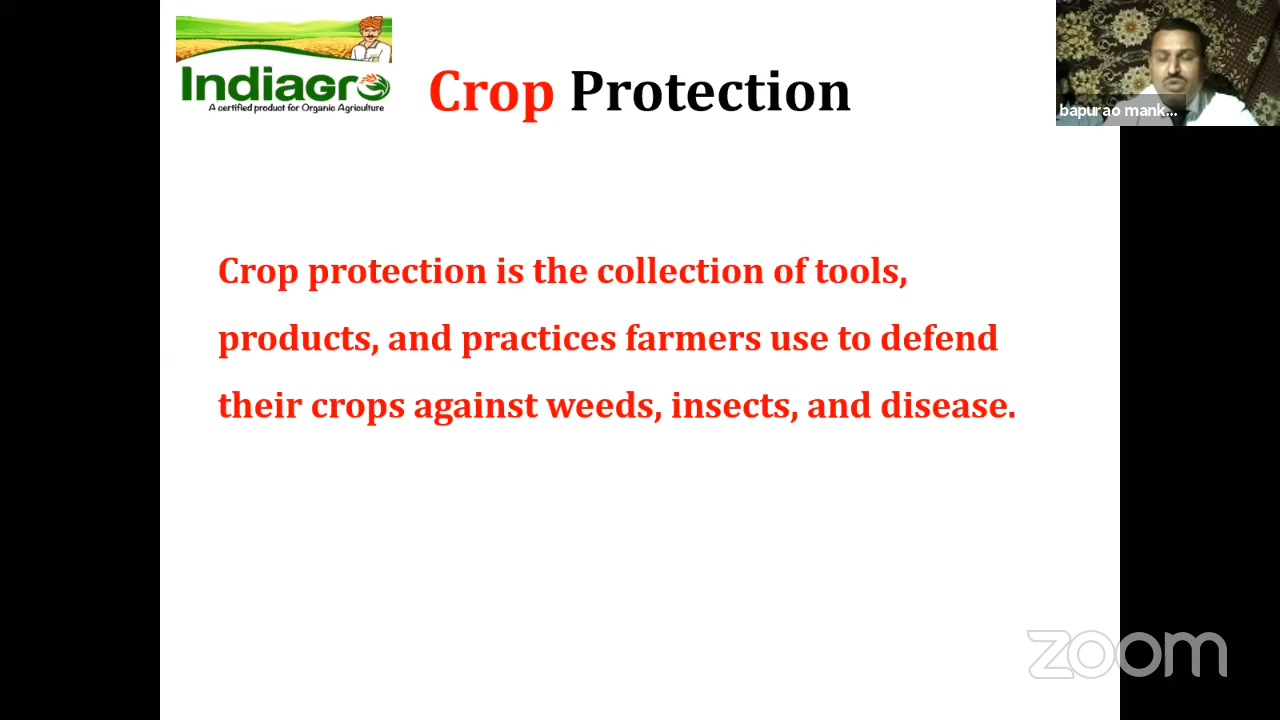 Indiagro
A certified product for Organic Agriculture
Crop Protection
bapurao mank...
Crop protection is the collection of tools,
products, and practices farmers use to defend
their crops against weeds, insects, and disease.
zoom